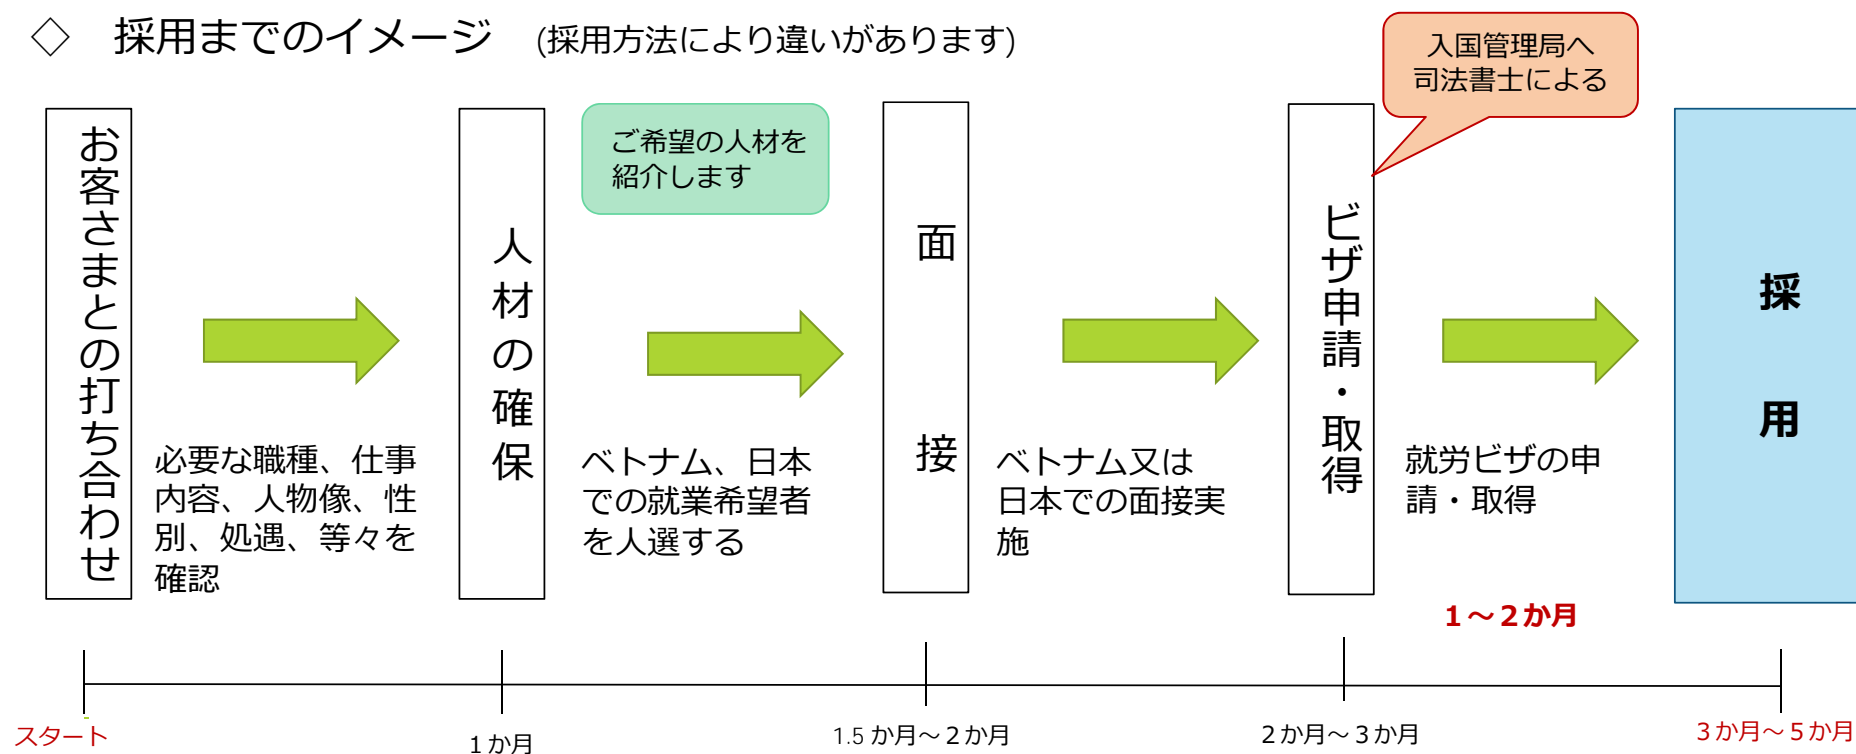 ◇ 採用までのイメージ (採用方法により違いがあります)
入国管理局へ
司法書士による
お客さまとの打ち合わせ
必要な職種、仕事
内容、人物像、性
別、処遇、等々を
確認
人材の確保
ご希望の人材を
紹介します
ベトナム、日本
での就業希望者
を人選する
面接
ベトナム又は
日本での面接実
施
ビザ申請・取得
就労ビザの申
請・取得
1～2か月
採用
スタート
1か月
1.5 か月～2か月
2か月～3か月
3か月～5か月